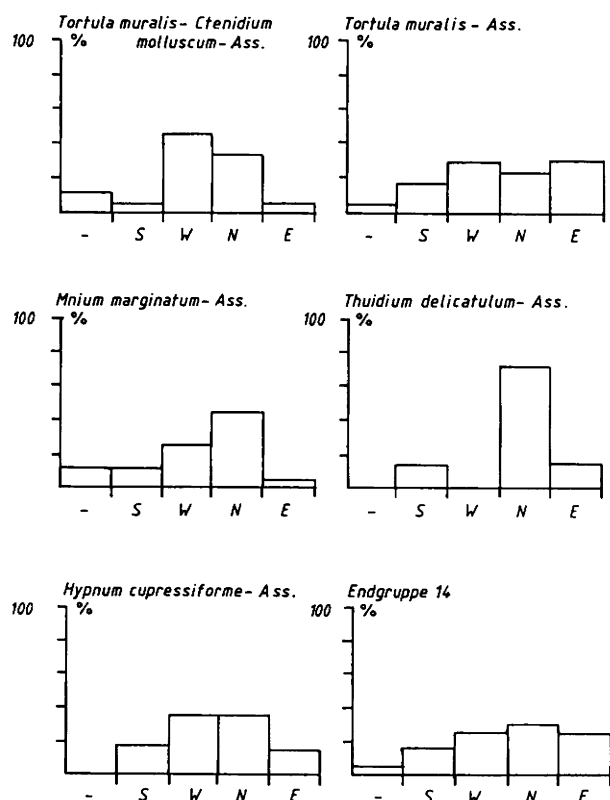 Tortula muralis - Ctenidium
molluscum - Ass.
100 %
- S W N E
Tortula muralis - Ass.
100 %
- S W N E
Mnium marginatum - Ass.
100 %
- S W N E
Thuidium delicatulum - Ass.
100 %
- S W N E
Hypnum cupressiforme - Ass.
100 %
- S W N E
Endgruppe 14
100 %
- S W N E